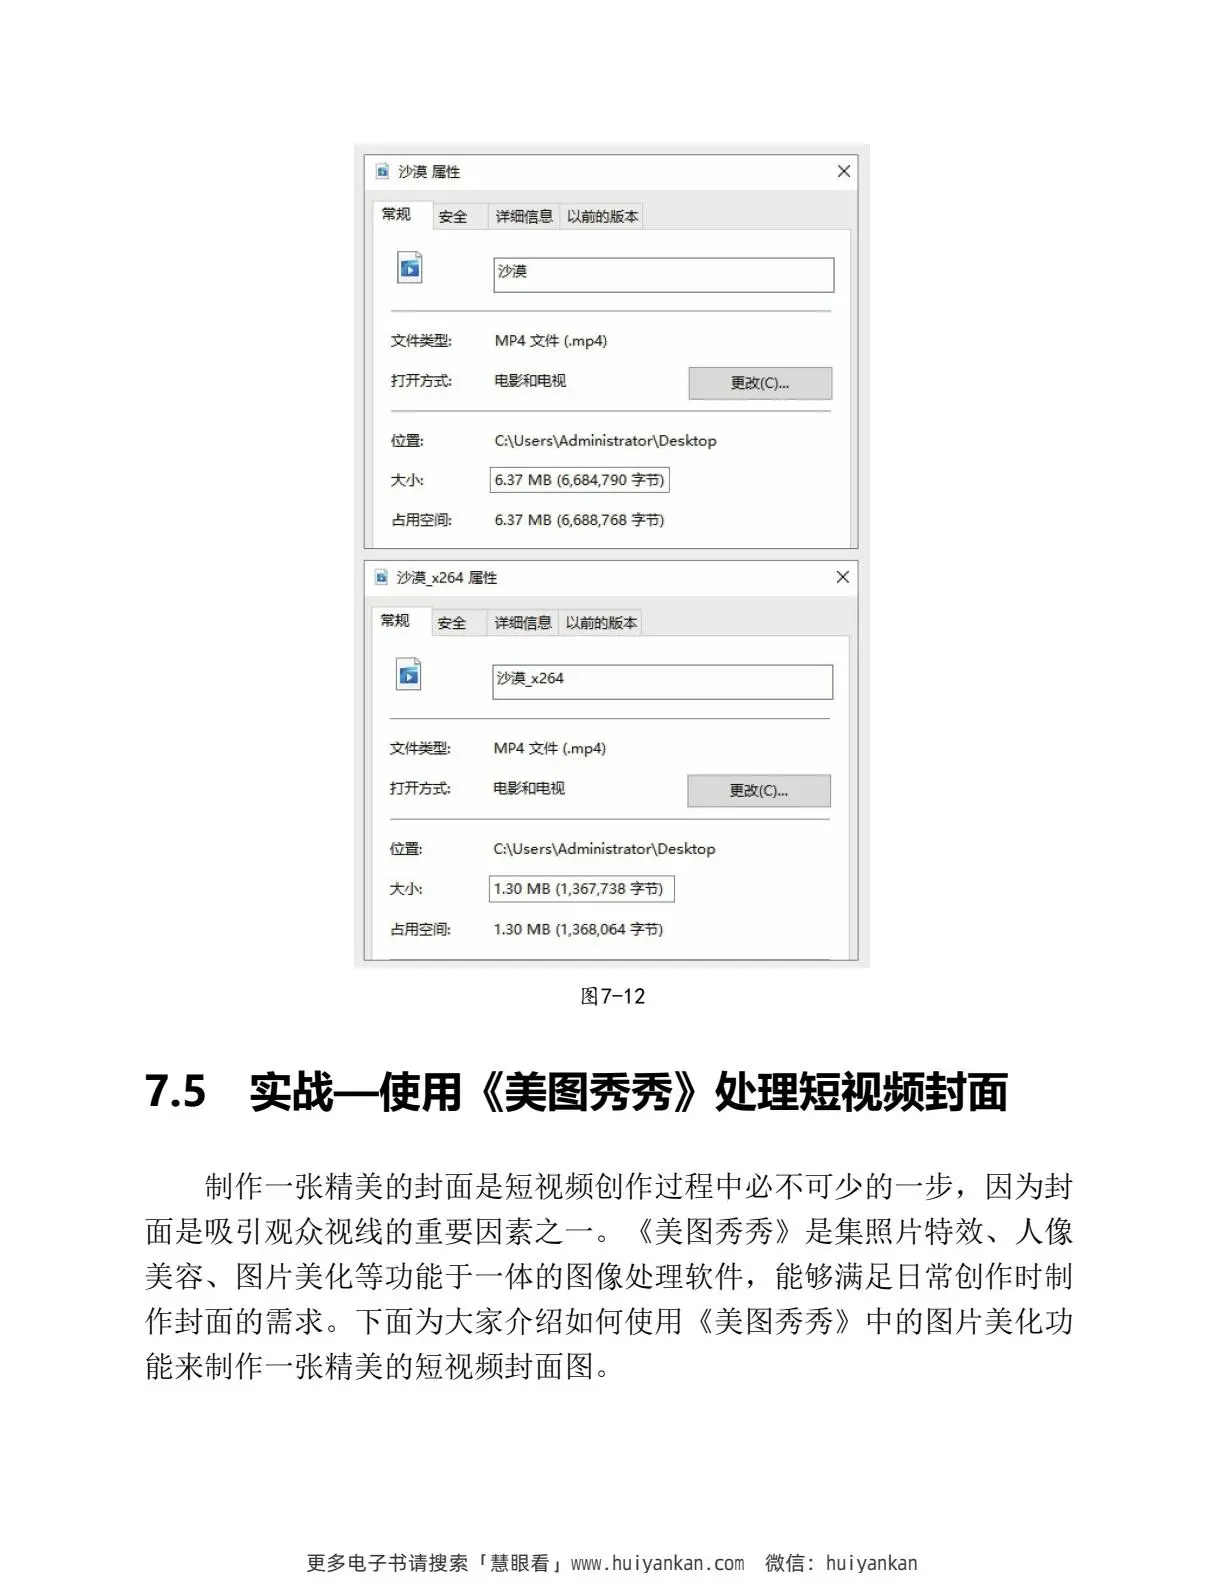 沙漠 属性
常规 安全 详细信息 以前的版本
沙漠
文件类型: MP4 文件 (.mp4)
打开方式: 电影和电视 更改(C)...
位置: C:\Users\Administrator\Desktop
大小: 6.37 MB (6,684,790 字节)
占用空间: 6.37 MB (6,688,768 字节)
沙漠_x264 属性
常规 安全 详细信息 以前的版本
沙漠_x264
文件类型: MP4 文件 (.mp4)
打开方式: 电影和电视 更改(C)...
位置: C:\Users\Administrator\Desktop
大小: 1.30 MB (1,367,738 字节)
占用空间: 1.30 MB (1,368,064 字节)
图7-12
7.5 实战—使用《美图秀秀》处理短视频封面
制作一张精美的封面是短视频创作过程中必不可少的一步，因为封
面是吸引观众视线的重要因素之一。《美图秀秀》是集照片特效、人像
美容、图片美化等功能于一体的图像处理软件，能够满足日常创作时制
作封面的需求。下面为大家介绍如何使用《美图秀秀》中的图片美化功
能来制作一张精美的短视频封面图。
更多电子书请搜索「慧眼看」www.huiyankan.com 微信：huiyankan